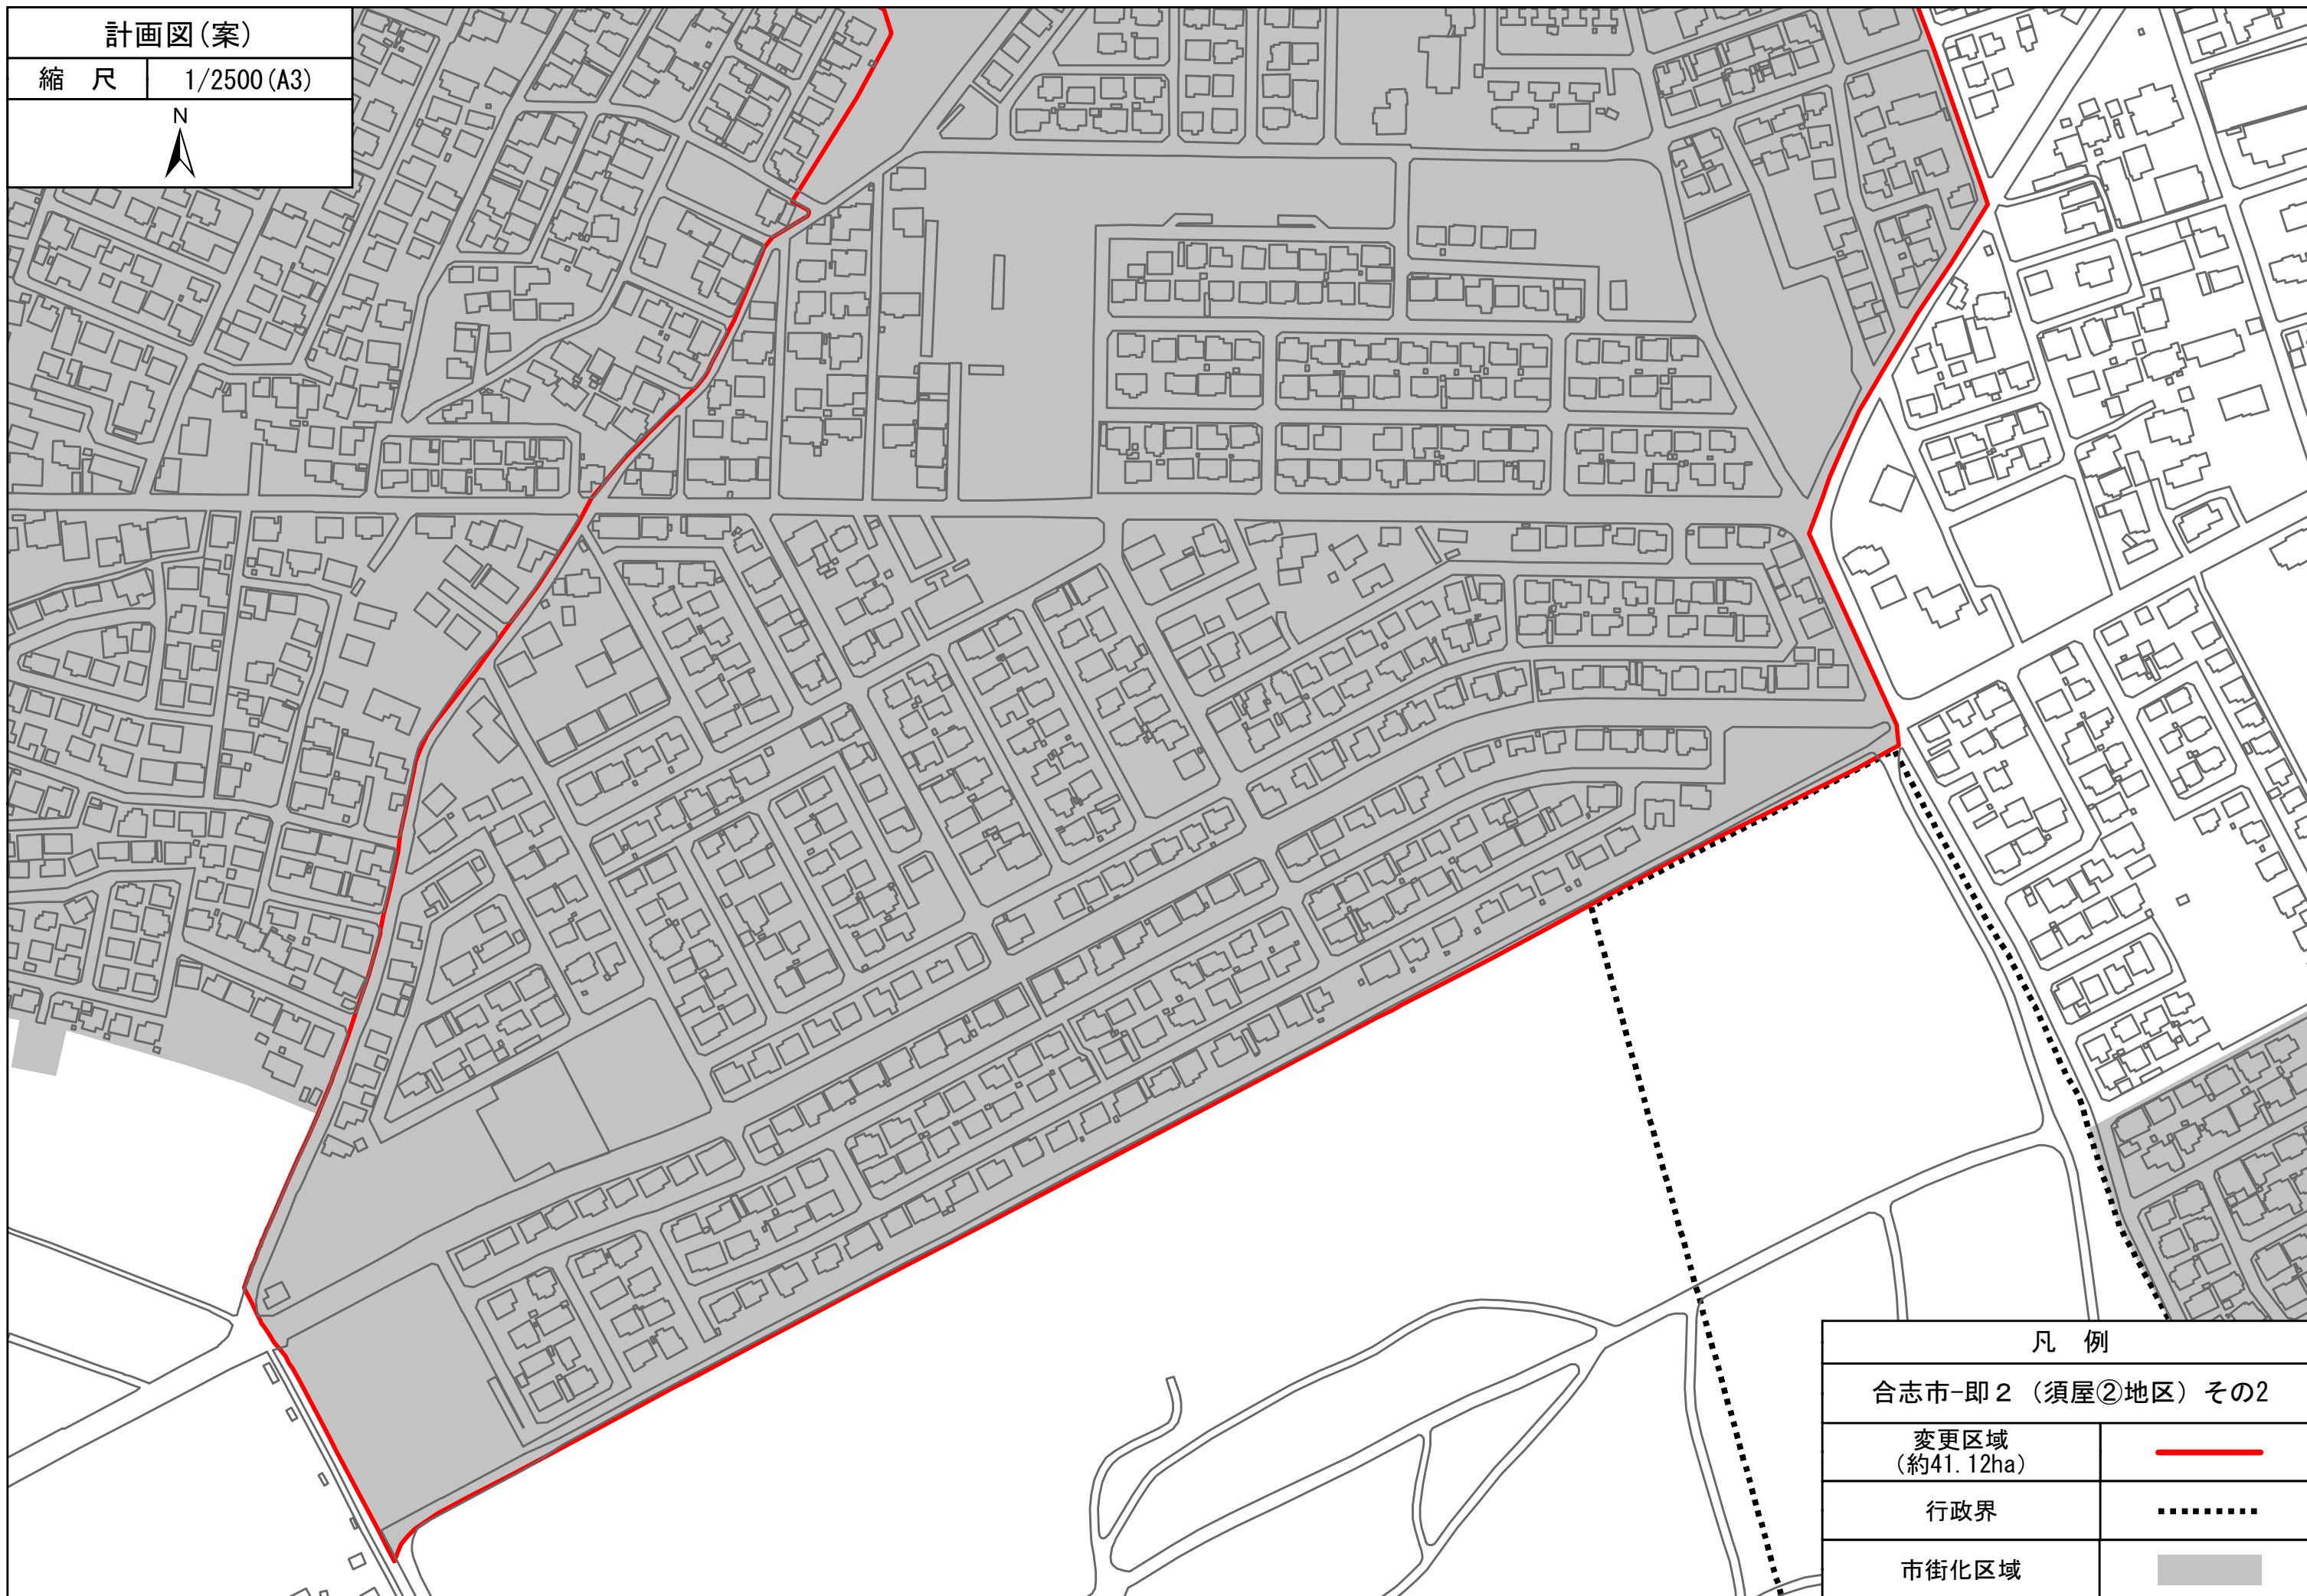 計画図(案)
縮 尺 1/2500(A3)
N
凡 例
合志市-即２（須屋②地区）その2
変更区域
(約41.12ha)
行政界
市街化区域